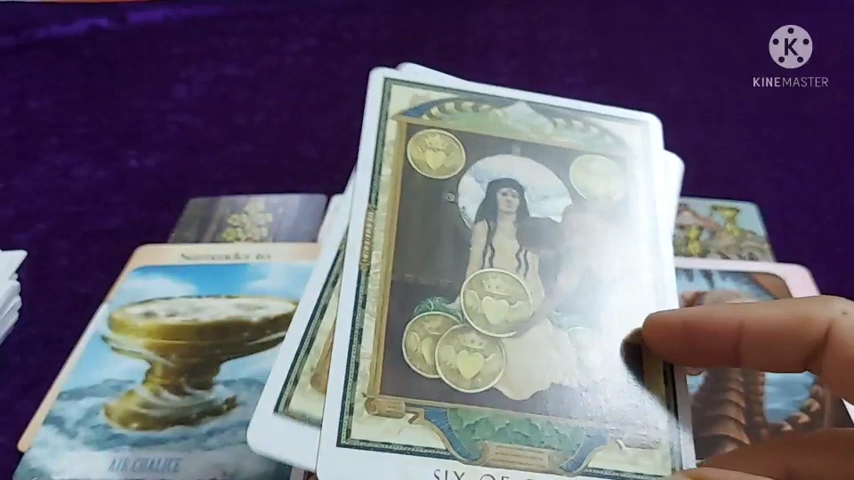 K
KINEMASTER
Surrender to
AIR CHALICE
SIX OF